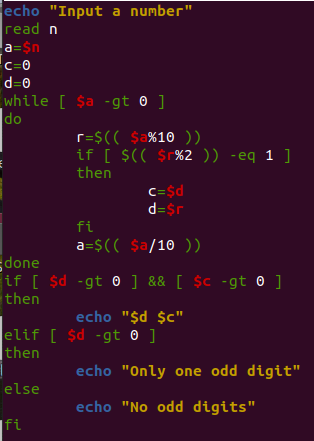 echo "Input a number"
read n
a=$n
c=0
d=0
while [ $a -gt 0 ]
do
        r=$(( $a%10 ))
        if [ $(( $r%2 )) -eq 1 ]
        then
                c=$d
                d=$r
        fi
        a=$(( $a/10 ))
done
if [ $d -gt 0 ] && [ $c -gt 0 ]
then
        echo "$d $c"
elif [ $d -gt 0 ]
then
        echo "Only one odd digit"
else
        echo "No odd digits"
fi